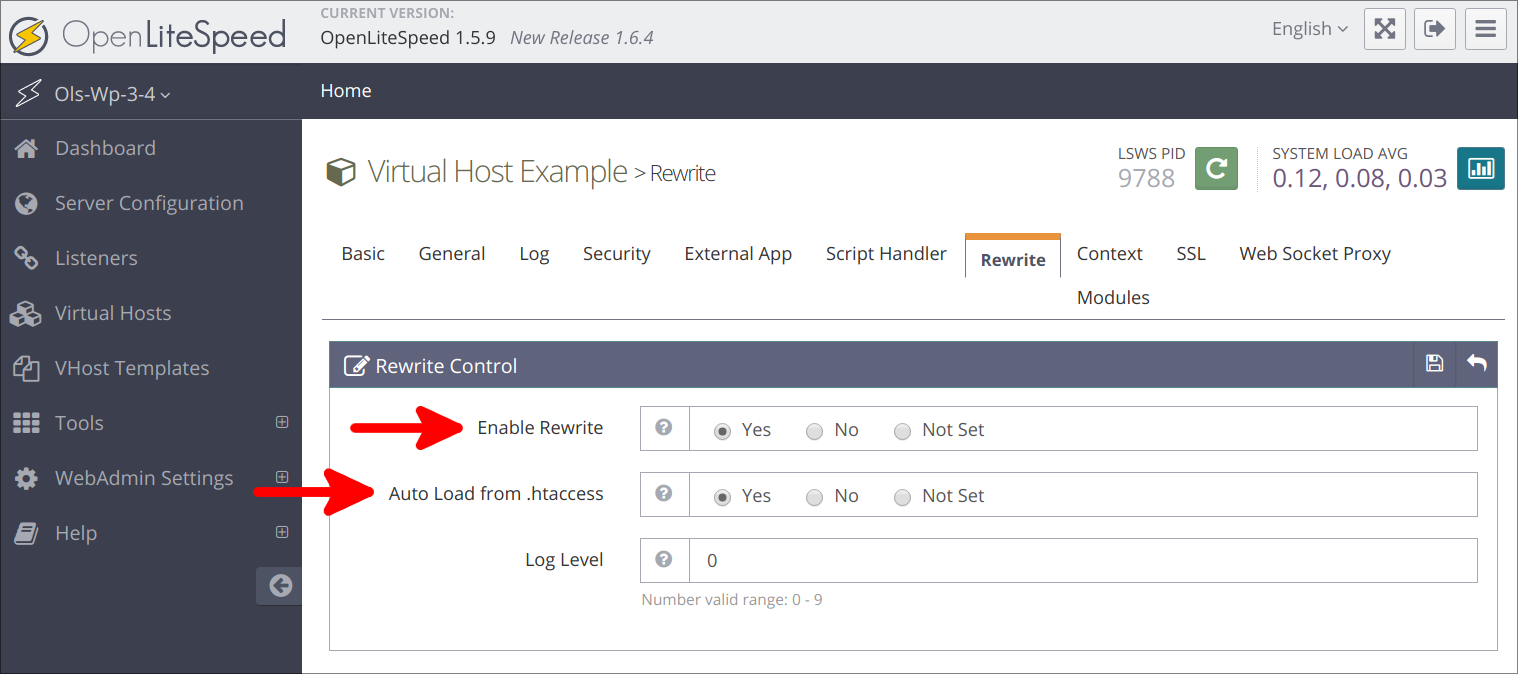 OpenLiteSpeed
CURRENT VERSION:
OpenLiteSpeed 1.5.9 New Release 1.6.4
English
Ols-Wp-3-4
Home
Dashboard
Server Configuration
Listeners
Virtual Hosts
VHost Templates
Tools
WebAdmin Settings
Help
Virtual Host Example > Rewrite
LSWS PID
9788
SYSTEM LOAD AVG
0.12, 0.08, 0.03
Basic General Log Security External App Script Handler Rewrite Context SSL Web Socket Proxy
Modules
Rewrite Control
Enable Rewrite ? Yes No Not Set
Auto Load from .htaccess ? Yes No Not Set
Log Level ? 0
Number valid range: 0 - 9